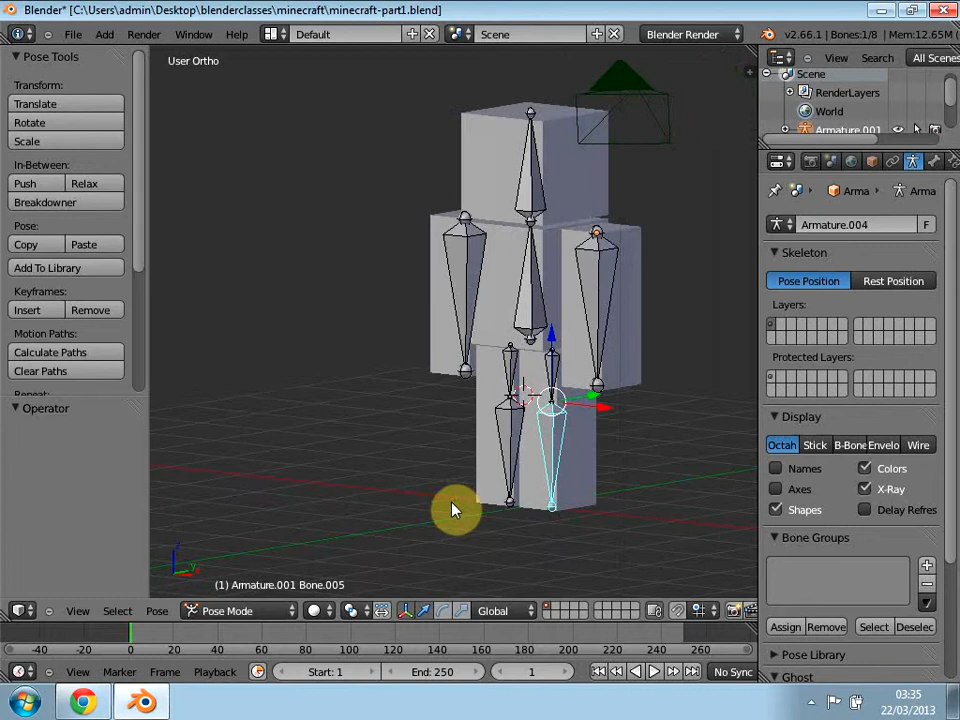 Blender* [C:\Users\admin\Desktop\blenderclasses\minecraft\minecraft-part1.blend]
File Add Render Window Help Default Scene Blender Render v2.66.1 | Bones:1/8 | Mem:12.65M
Pose Tools
Transform:
Translate
Rotate
Scale
In-Between:
Push Relax
Breakdowner
Pose:
Copy Paste
Add To Library
Keyframes:
Insert Remove
Motion Paths:
Calculate Paths
Clear Paths
Operator
User Ortho
z
y
(1) Armature.001 Bone.005
View Search All Scenes
Scene
RenderLayers
World
Armature.001
Arma Arma
Armature.004 F
Skeleton
Pose Position Rest Position
Layers:
Protected Layers:
Display
Octah Stick B-Bone Envelo Wire
Names Colors
Axes X-Ray
Shapes Delay Refres
Bone Groups
Assign Remove Select Deselec
Pose Library
Ghost
View Select Pose Pose Mode Global
-40 -20 0 20 40 60 80 100 120 140 160 180 200 220 240 260
View Marker Frame Playback Start: 1 End: 250 1 No Sync
03:35
22/03/2013